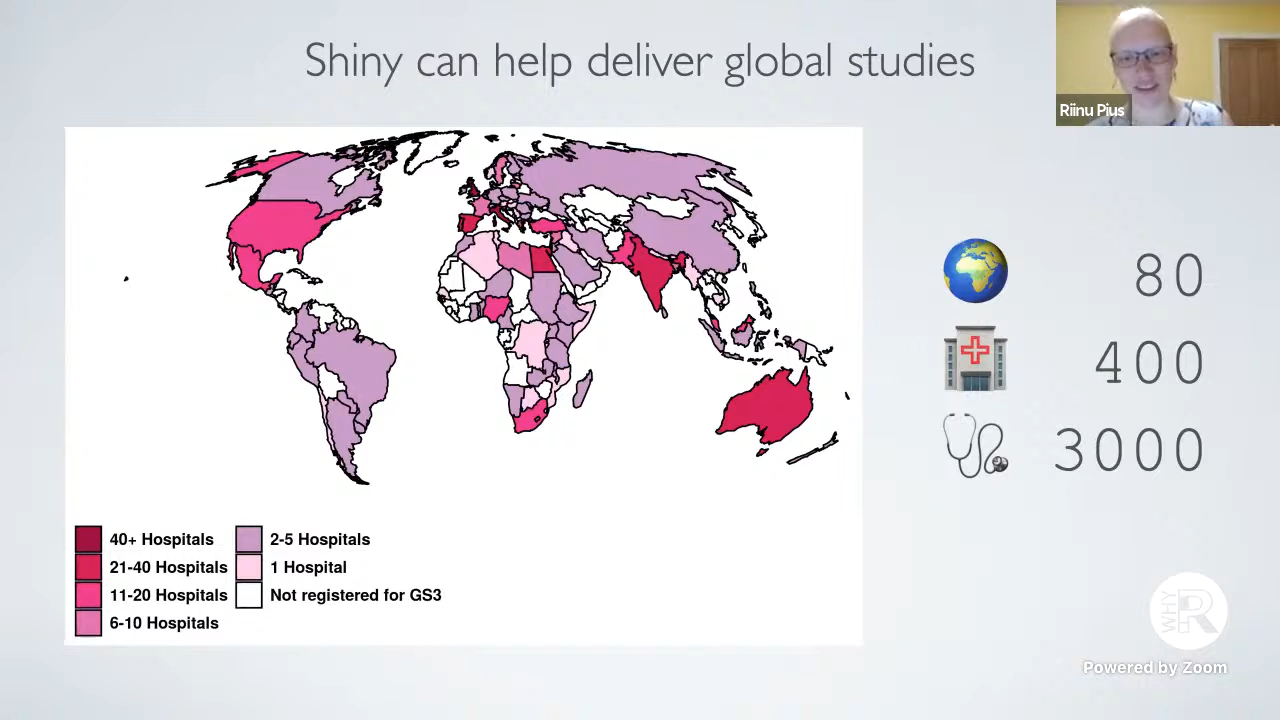 Shiny can help deliver global studies
Riinu Pius
80
400
3000
40+ Hospitals
21-40 Hospitals
11-20 Hospitals
6-10 Hospitals
2-5 Hospitals
1 Hospital
Not registered for GS3
WHY R
Powered by Zoom